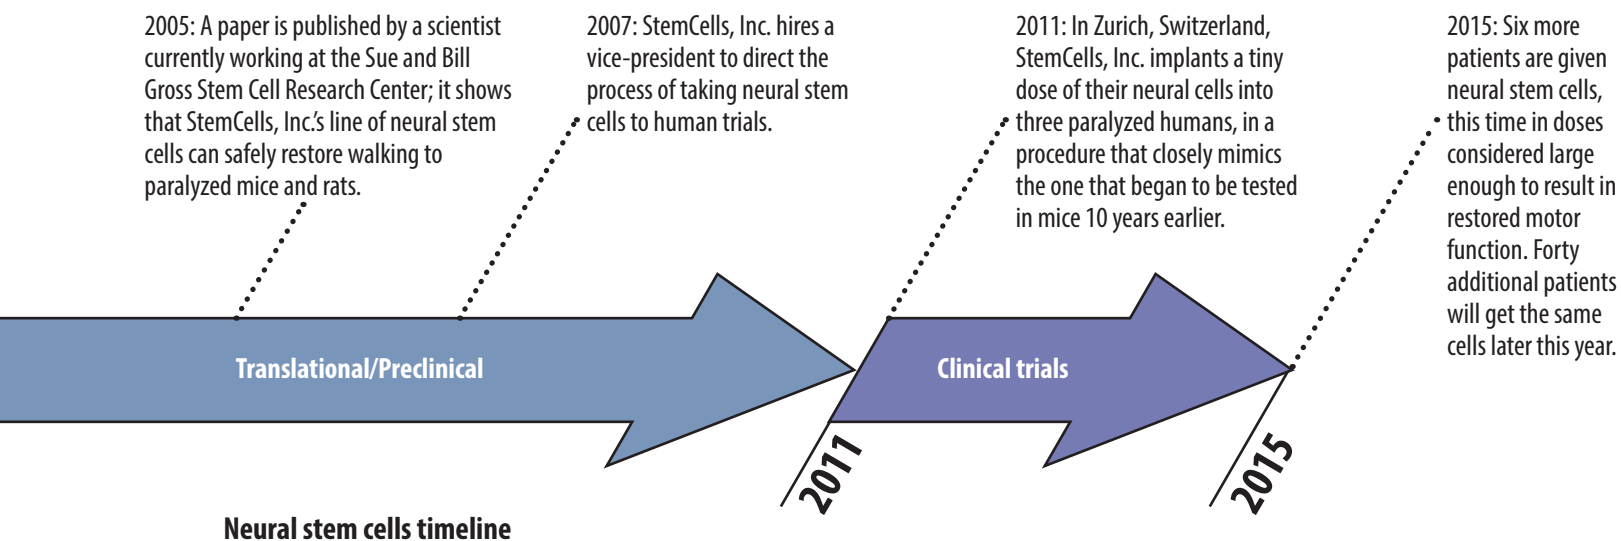 2005: A paper is published by a scientist
currently working at the Sue and Bill
Gross Stem Cell Research Center; it shows
that StemCells, Inc.'s line of neural stem
cells can safely restore walking to
paralyzed mice and rats.
2007: StemCells, Inc. hires a
vice-president to direct the
process of taking neural stem
cells to human trials.
2011: In Zurich, Switzerland,
StemCells, Inc. implants a tiny
dose of their neural cells into
three paralyzed humans, in a
procedure that closely mimics
the one that began to be tested
in mice 10 years earlier.
2015: Six more
patients are given
neural stem cells,
this time in doses
considered large
enough to result in
restored motor
function. Forty
additional patients
will get the same
cells later this year.
Translational/Preclinical
Clinical trials
2011
2015
Neural stem cells timeline